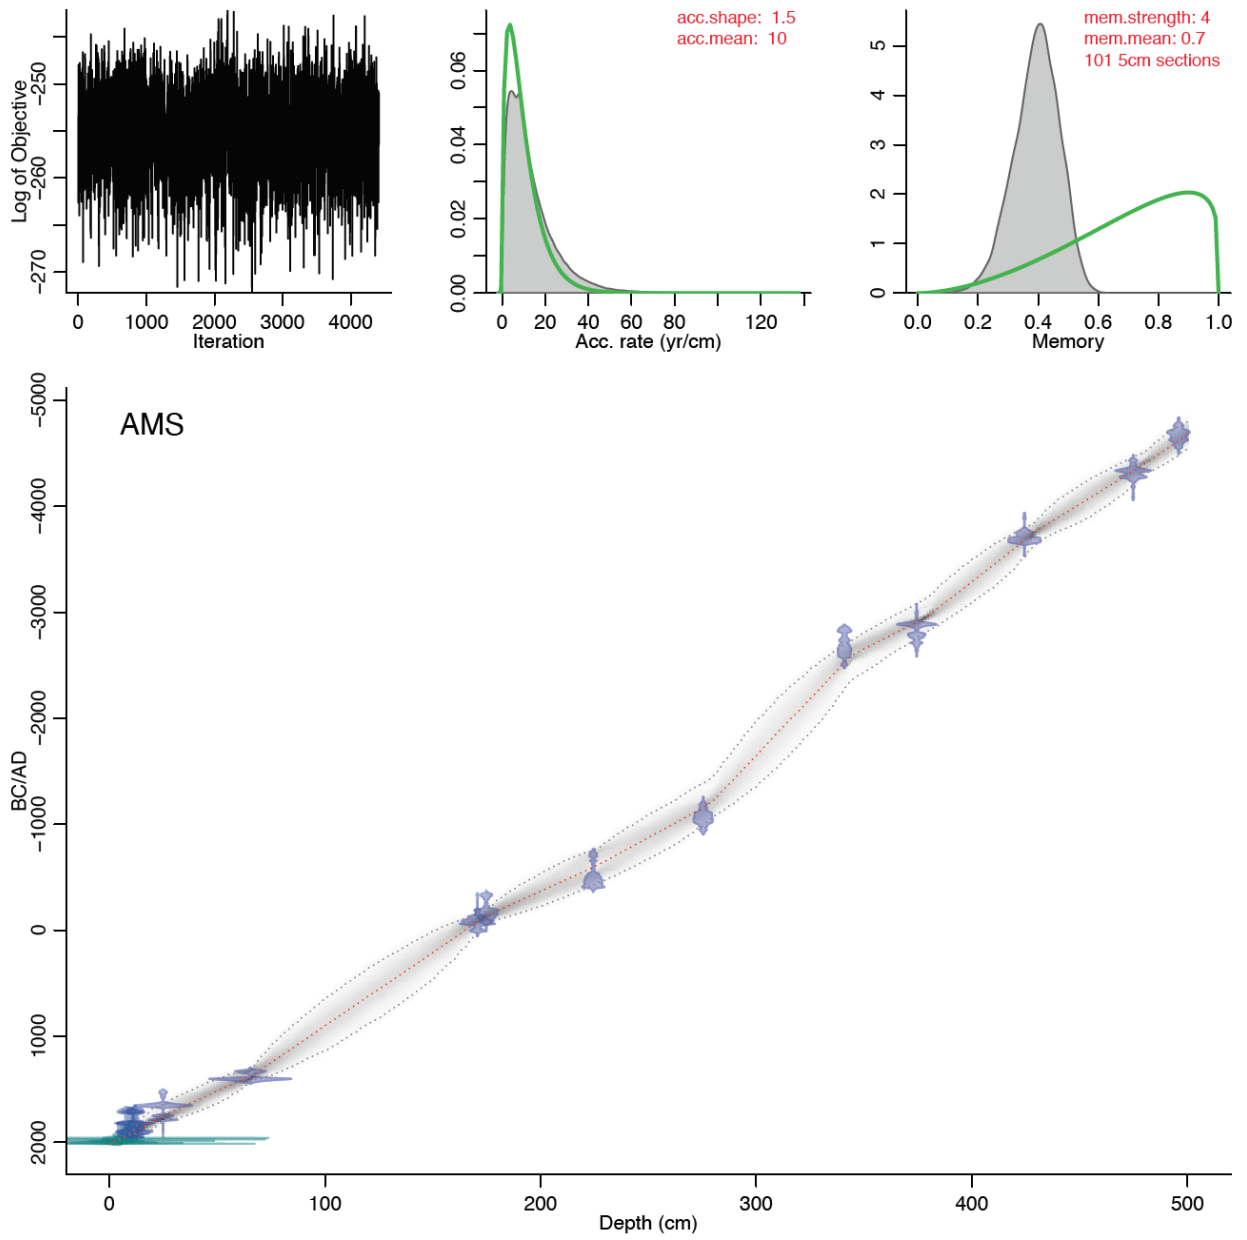 Log of Objective
-250
-260
-270
0 1000 2000 3000 4000
Iteration
acc.shape: 1.5
acc.mean: 10
0.06
0.04
0.02
0.00
0 20 40 60 80 120
Acc. rate (yr/cm)
mem.strength: 4
mem.mean: 0.7
101 5cm sections
5
4
3
2
1
0
0.0 0.2 0.4 0.6 0.8 1.0
Memory
AMS
BC/AD
-5000
-4000
-3000
-2000
-1000
0
1000
2000
0 100 200 300 400 500
Depth (cm)